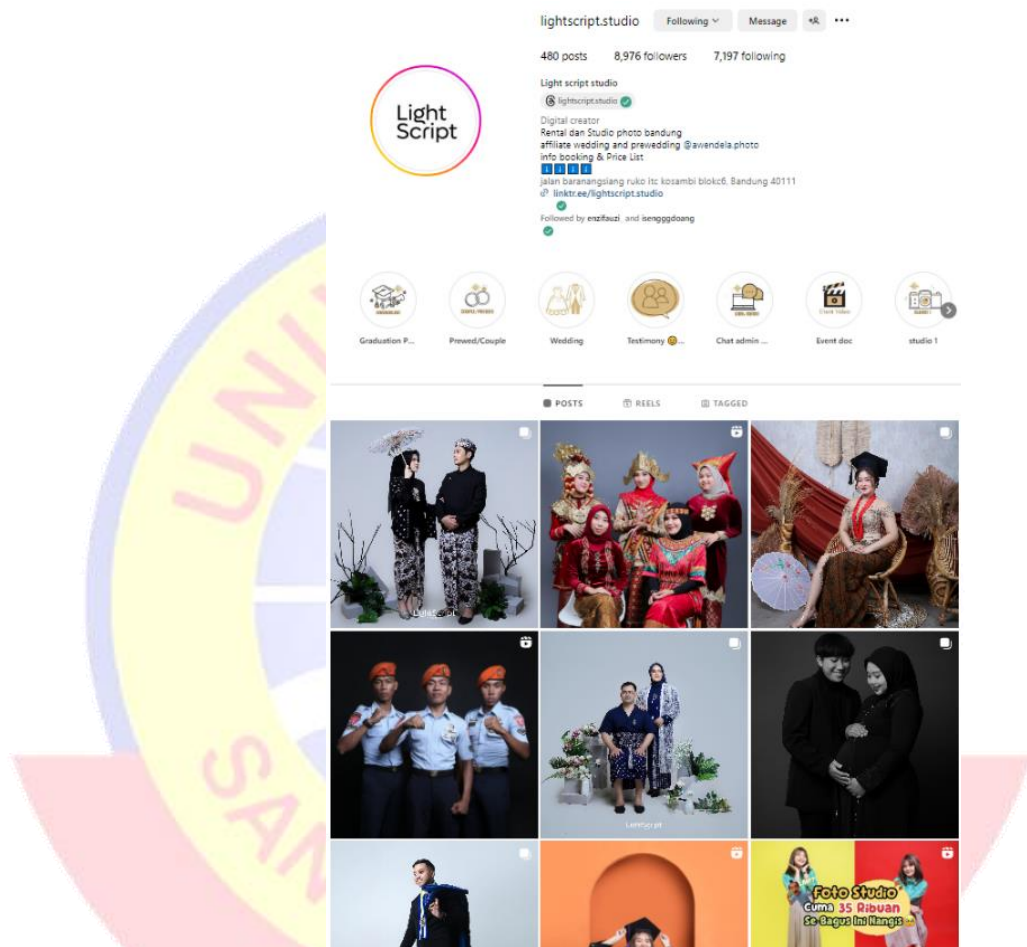 lightscript.studio Following Message
480 posts 8,976 followers 7,197 following
Light script studio
lightscript.studio
Light
Script
Digital creator
Rental dan Studio photo bandung
affiliate wedding and prewedding @awendela.photo
info booking & Price List
jalan baranangsiang ruko itc kosambi blokc6, Bandung 40111
linktr.ee/lightscript.studio
Followed by enzifauzi and isengggdoang
Graduation P... Prewed/Couple Wedding Testimony 😊... Chat admin ... Event doc studio 1
POSTS REELS TAGGED
LightScript
LightScript
Foto Studio
Cuma 35 Ribuan
Se Bagus Ini Nangis
UNI
SAN